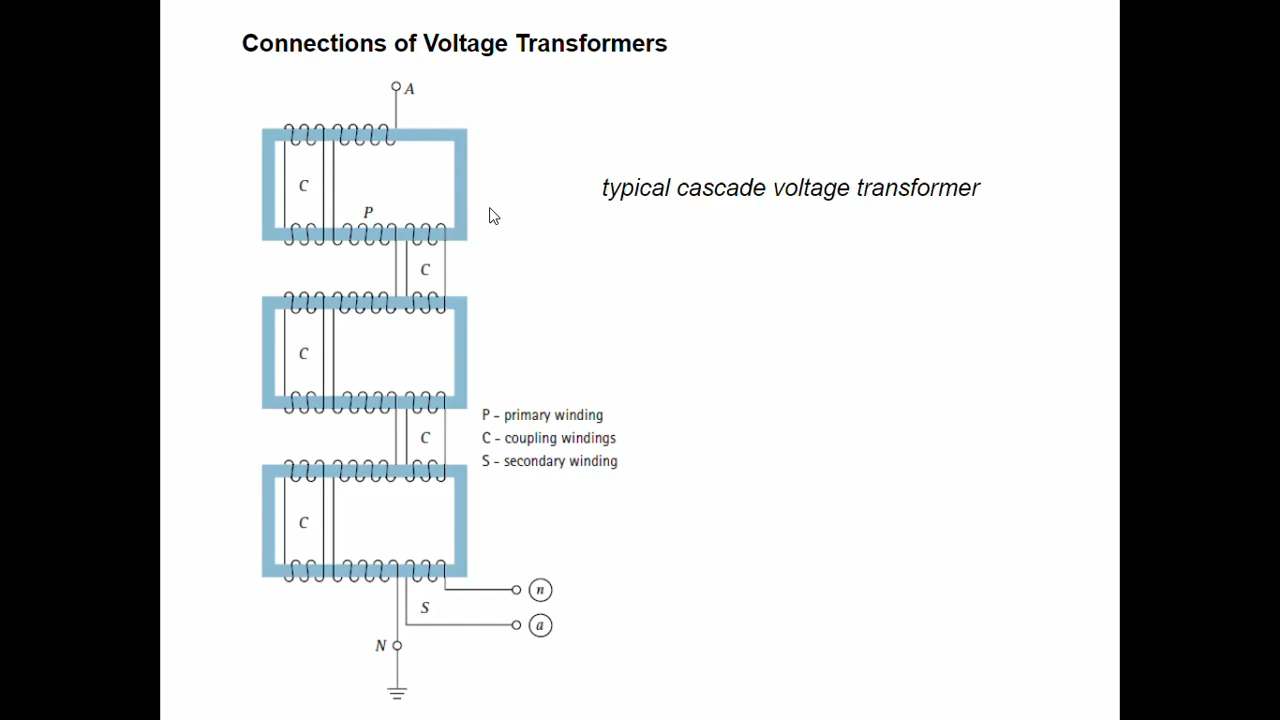 Connections of Voltage Transformers
A
typical cascade voltage transformer
C
P
C
C
P - primary winding
C
C - coupling windings
S - secondary winding
C
n
S
a
N